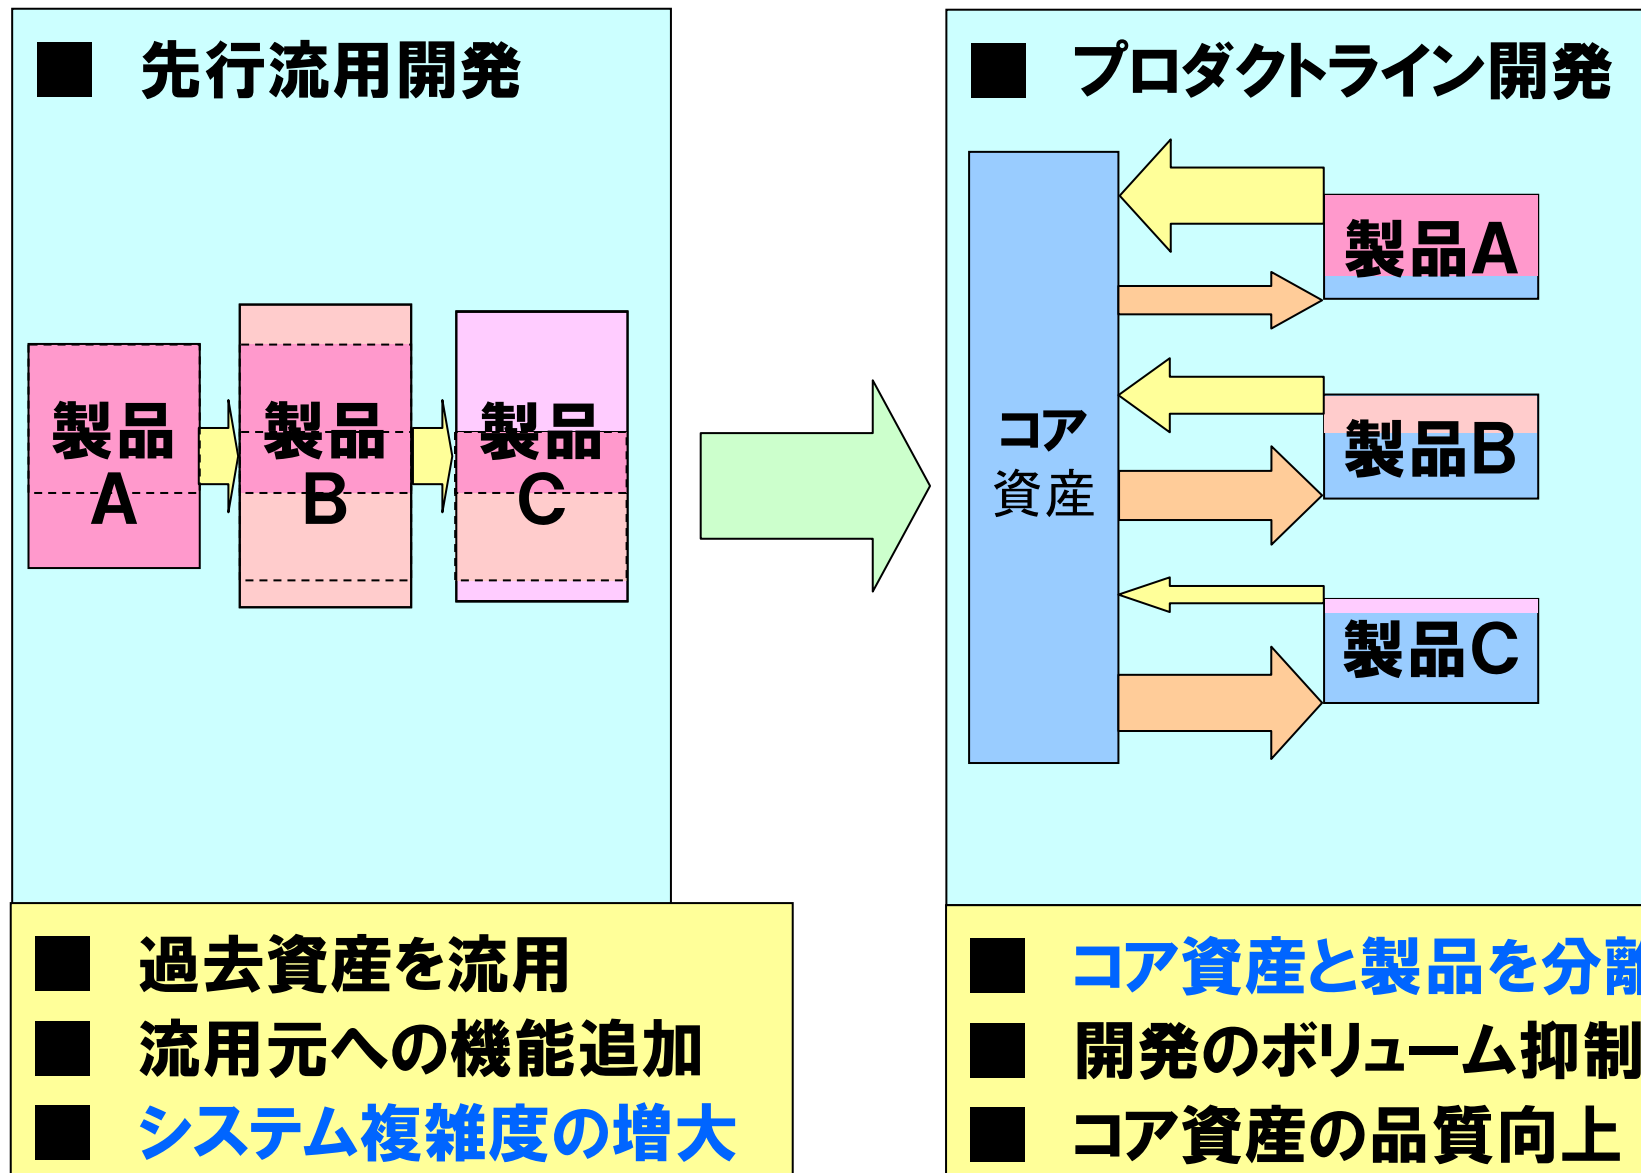 ■ 先行流用開発
製品
A
製品
B
製品
C
■ 過去資産を流用
■ 流用元への機能追加
■ システム複雑度の増大
■ プロダクトライン開発
コア
資産
製品A
製品B
製品C
■ コア資産と製品を分離
■ 開発のボリューム抑制
■ コア資産の品質向上